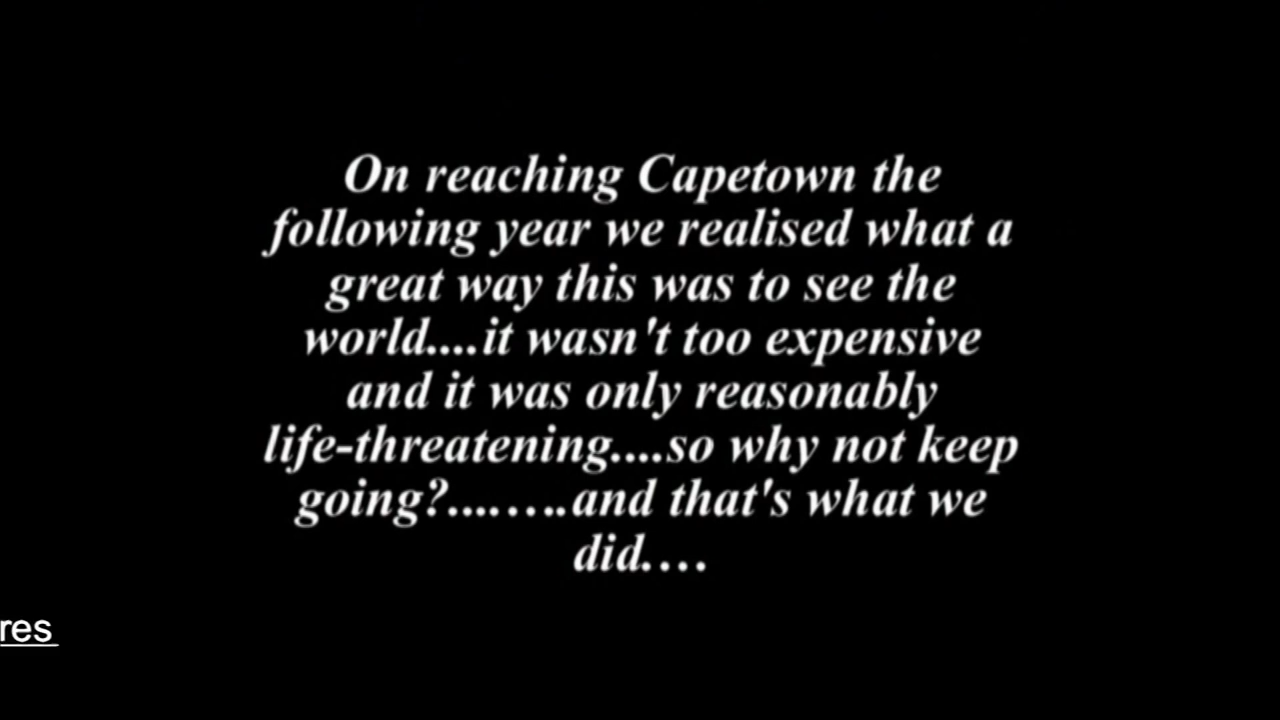 On reaching Capetown the
following year we realised what a
great way this was to see the
world....it wasn't too expensive
and it was only reasonably
life-threatening....so why not keep
going?........and that's what we
did....
res